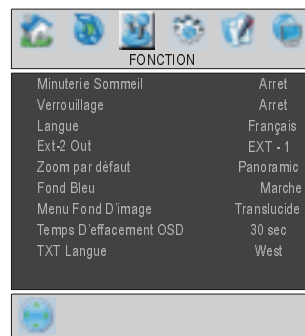 FONCTION
Minuterie Sommeil Arret
Verrouillage Arret
Langue Français
Ext-2 Out EXT - 1
Zoom par défaut Panoramic
Fond Bleu Marche
Menu Fond D'image Translucide
Temps D'effacement OSD 30 sec
TXT Langue West